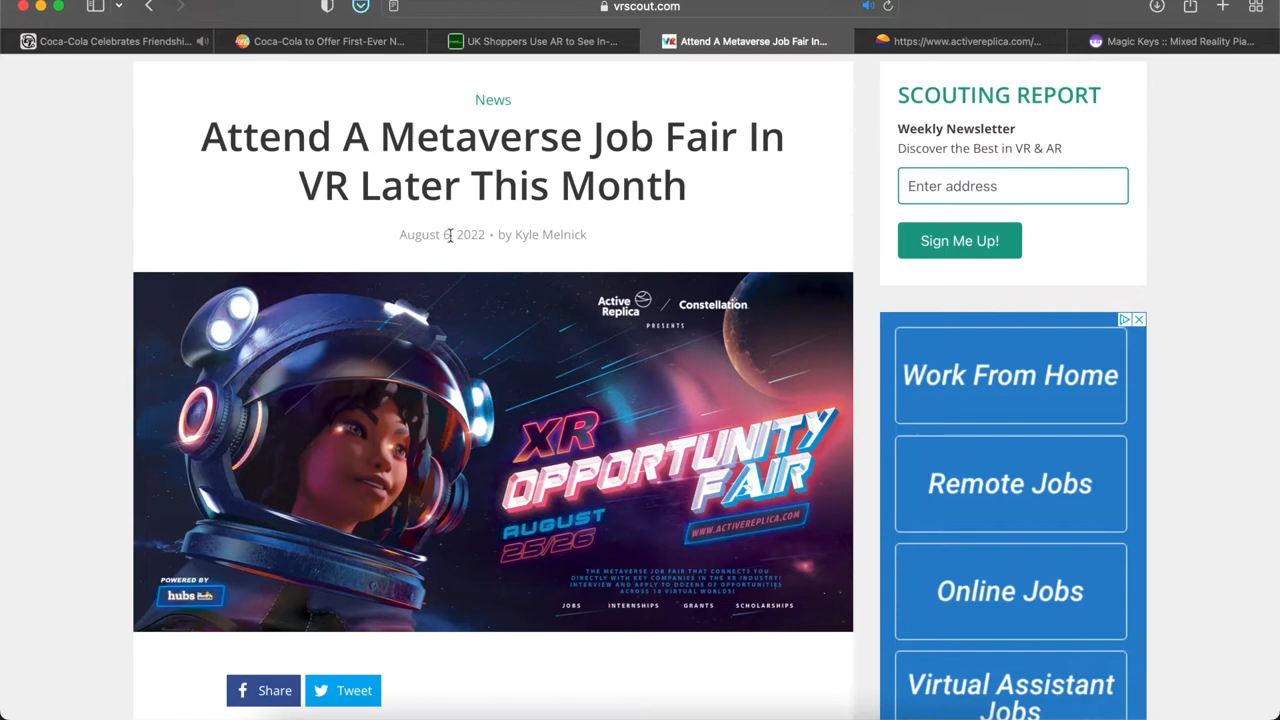 vrscout.com
Coca-Cola Celebrates Friendshi...
Coca-Cola to Offer First-Ever N...
UK Shoppers Use AR to See In-...
Attend A Metaverse Job Fair In...
https://www.activereplica.com/...
Magic Keys :: Mixed Reality Pia...
News
Attend A Metaverse Job Fair In
VR Later This Month
August 6, 2022 • by Kyle Melnick
Active
Replica
/ Constellation
PRESENTS
XR
OPPORTUNITY
FAIR
AUGUST
25/26
WWW.ACTIVEREPLICA.COM
THE METAVERSE JOB FAIR THAT CONNECTS YOU
DIRECTLY WITH KEY COMPANIES IN THE XR INDUSTRY!
INTERVIEW AND APPLY TO DOZENS OF OPPORTUNITIES
ACROSS 18 VIRTUAL WORLDS!
JOBS INTERNSHIPS GRANTS SCHOLARSHIPS
POWERED BY
hubs
Share
Tweet
SCOUTING REPORT
Weekly Newsletter
Discover the Best in VR & AR
Enter address
Sign Me Up!
Work From Home
Remote Jobs
Online Jobs
Virtual Assistant
Jobs